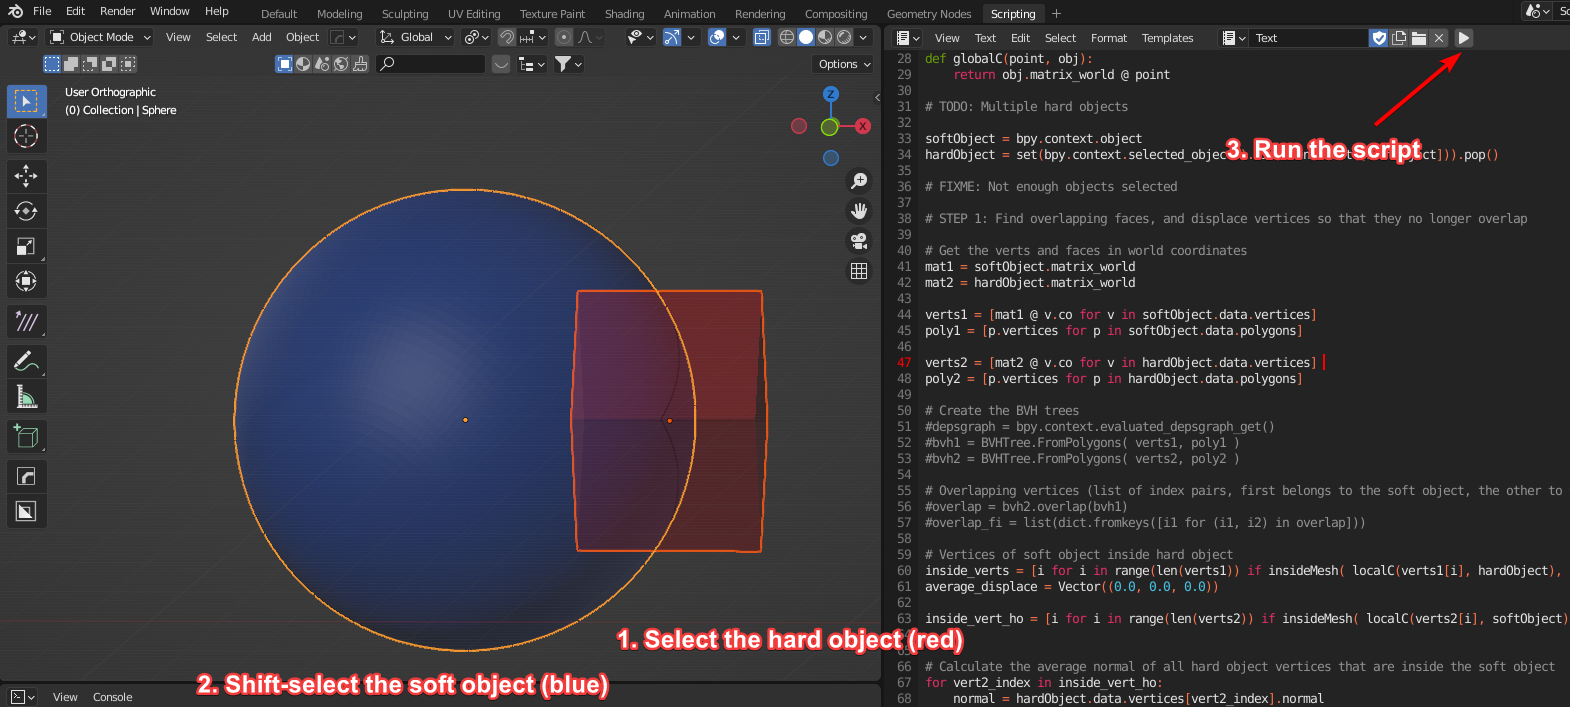 File Edit Render Window Help Default Modeling Sculpting UV Editing Texture Paint Shading Animation Rendering Compositing Geometry Nodes Scripting +
Object Mode View Select Add Object Global
View Text Edit Select Format Templates Text
Options
User Orthographic
(0) Collection | Sphere
Z
X
28 def globalC(point, obj):
29 return obj.matrix_world @ point
30
31 # TODO: Multiple hard objects
32
33 softObject = bpy.context.object
3. Run the script
34 hardObject = set(bpy.context.selected_objec ject])).pop()
35
36 # FIXME: Not enough objects selected
37
38 # STEP 1: Find overlapping faces, and displace vertices so that they no longer overlap
39
40 # Get the verts and faces in world coordinates
41 mat1 = softObject.matrix_world
42 mat2 = hardObject.matrix_world
43
44 verts1 = [mat1 @ v.co for v in softObject.data.vertices]
45 poly1 = [p.vertices for p in softObject.data.polygons]
46
47 verts2 = [mat2 @ v.co for v in hardObject.data.vertices]
48 poly2 = [p.vertices for p in hardObject.data.polygons]
49
50 # Create the BVH trees
51 #depsgraph = bpy.context.evaluated_depsgraph_get()
52 #bvh1 = BVHTree.FromPolygons( verts1, poly1 )
53 #bvh2 = BVHTree.FromPolygons( verts2, poly2 )
54
55 # Overlapping vertices (list of index pairs, first belongs to the soft object, the other to
56 #overlap = bvh2.overlap(bvh1)
57 #overlap_fi = list(dict.fromkeys([i1 for (i1, i2) in overlap]))
58
59 # Vertices of soft object inside hard object
60 inside_verts = [i for i in range(len(verts1)) if insideMesh( localC(verts1[i], hardObject),
61 average_displace = Vector((0.0, 0.0, 0.0))
62
63 inside_vert_ho = [i for i in range(len(verts2)) if insideMesh( localC(verts2[i], softObject)
1. Select the hard object (red)
66 # Calculate the average normal of all hard object vertices that are inside the soft object
67 for vert2_index in inside_vert_ho:
68 normal = hardObject.data.vertices[vert2_index].normal
2. Shift-select the soft object (blue)
View Console